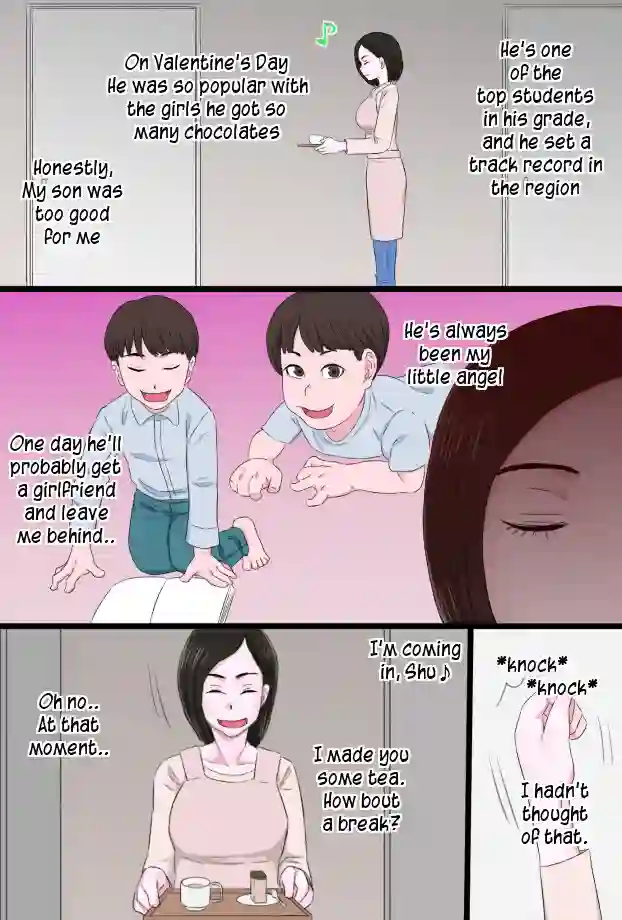 He's one
of the
top students
in his grade,
and he set a
track record in
the region
On Valentine's Day
He was so popular with
the girls he got so
many chocolates
Honestly,
My son was
too good
for me
He's always
been my
little angel
One day he'll
probably get
a girlfriend
and leave
me behind..
*knock*
*knock*
I hadn't
thought
of that.
I'm coming
in, Shu♪
I made you
some tea.
How bout
a break?
Oh no..
At that
moment..